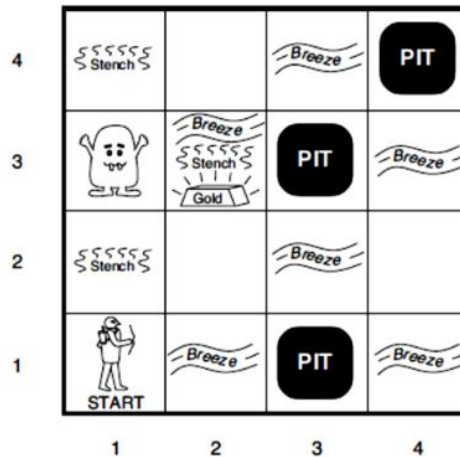 4
Stench
Breeze
PIT
3
Breeze
Stench
Gold
PIT
Breeze
2
Stench
Breeze
1
START
Breeze
PIT
Breeze
1 2 3 4